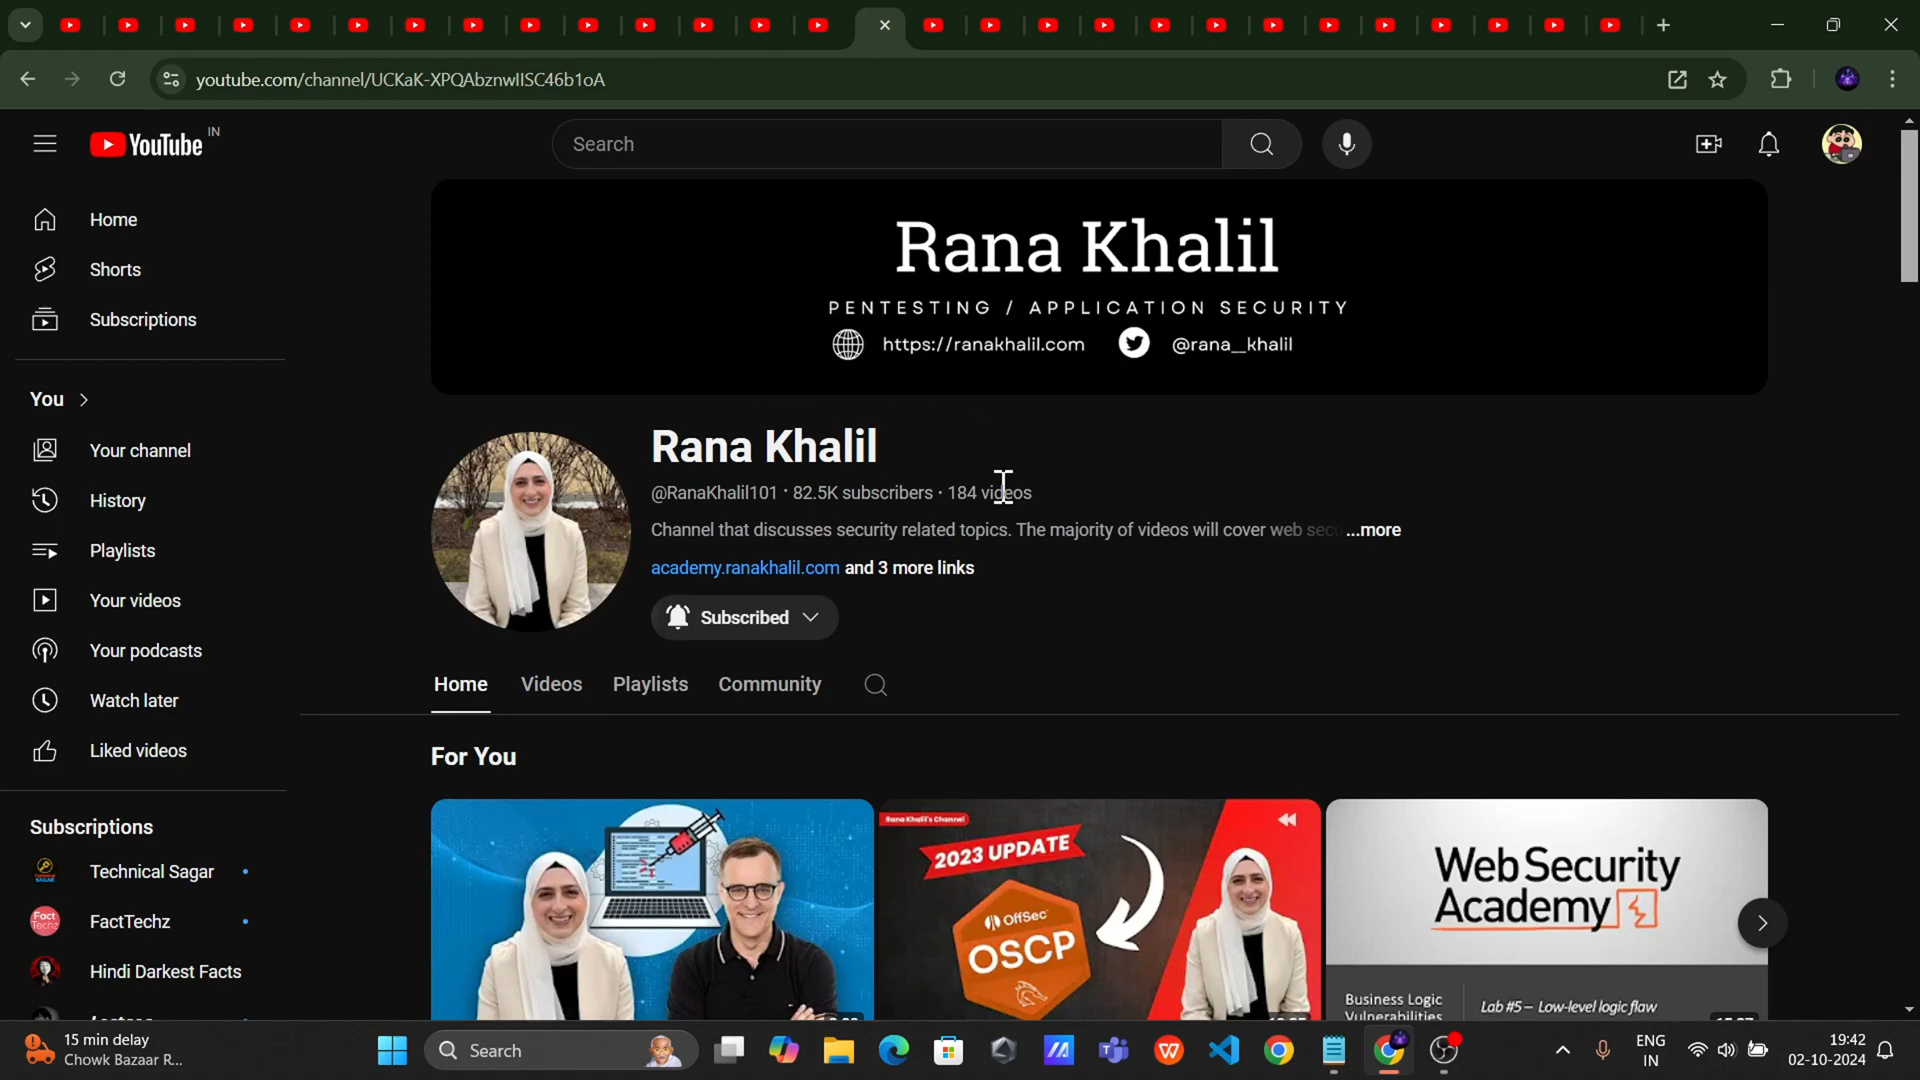 youtube.com/channel/UCKaK-XPQAbznwIISC46b1oA
YouTube IN
Search
Rana Khalil
PENTESTING / APPLICATION SECURITY
https://ranakhalil.com @rana__khalil
Home
Shorts
Subscriptions
You
Your channel
History
Playlists
Your videos
Your podcasts
Watch later
Liked videos
Subscriptions
Technical Sagar
FactTechz
Hindi Darkest Facts
Rana Khalil
@RanaKhalil101 · 82.5K subscribers · 184 videos
Channel that discusses security related topics. The majority of videos will cover web secu ...more
academy.ranakhalil.com and 3 more links
Subscribed
Home Videos Playlists Community
For You
Rana Khalil's Channel
2023 UPDATE
OffSec
OSCP
Web Security
Academy
Business Logic
Vulnerabilities
Lab #5 – Low-level logic flaw
15 min delay
Chowk Bazaar R...
Search
ENG
IN
19:42
02-10-2024